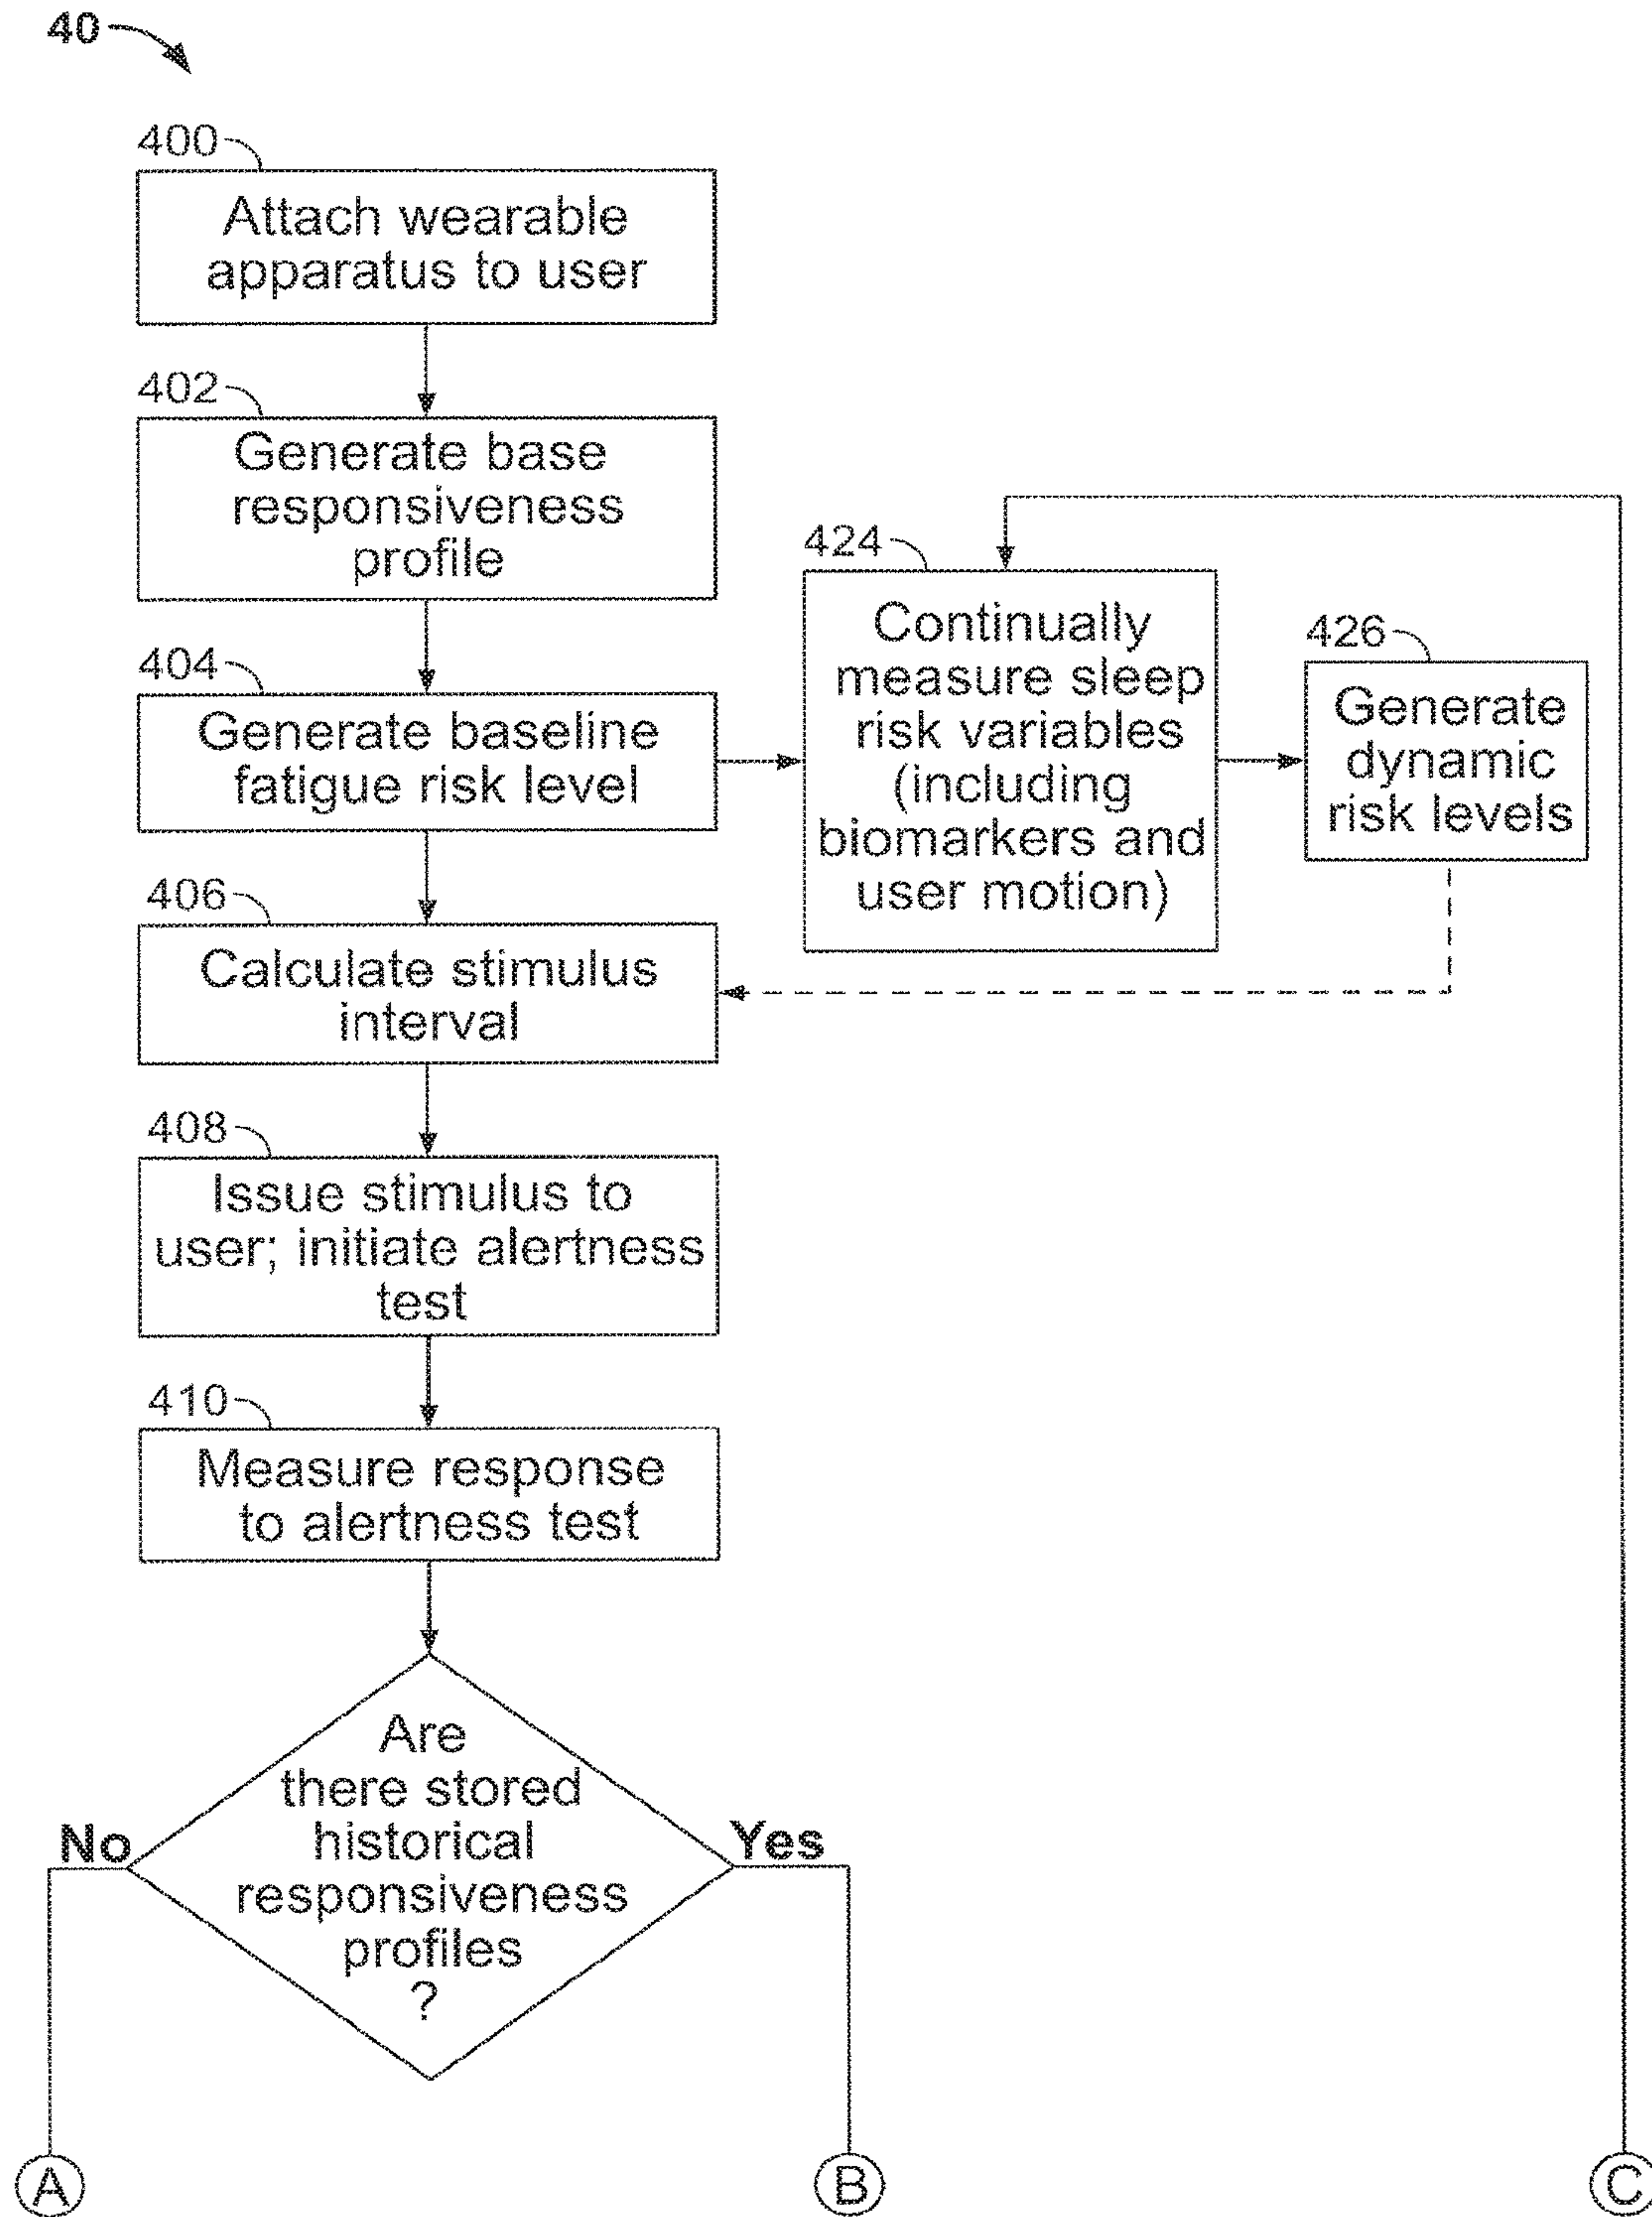 40
400
Attach wearable
apparatus to user
402
Generate base
responsiveness
profile
404
Generate baseline
fatigue risk level
424
Continually
measure sleep
risk variables
(including
biomarkers and
user motion)
426
Generate
dynamic
risk levels
406
Calculate stimulus
interval
408
Issue stimulus to
user; initiate alertness
test
410
Measure response
to alertness test
Are
there stored
historical
responsiveness
profiles
?
No
Yes
A
B
C